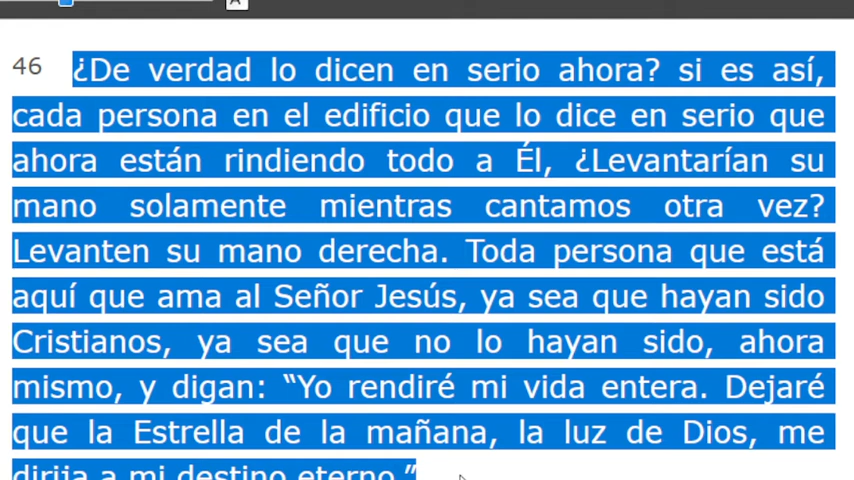 46 ¿De verdad lo dicen en serio ahora? si es así,
cada persona en el edificio que lo dice en serio que
ahora están rindiendo todo a Él, ¿Levantarían su
mano solamente mientras cantamos otra vez?
Levanten su mano derecha. Toda persona que está
aquí que ama al Señor Jesús, ya sea que hayan sido
Cristianos, ya sea que no lo hayan sido, ahora
mismo, y digan: “Yo rendiré mi vida entera. Dejaré
que la Estrella de la mañana, la luz de Dios, me
dirija a mi destino eterno.”